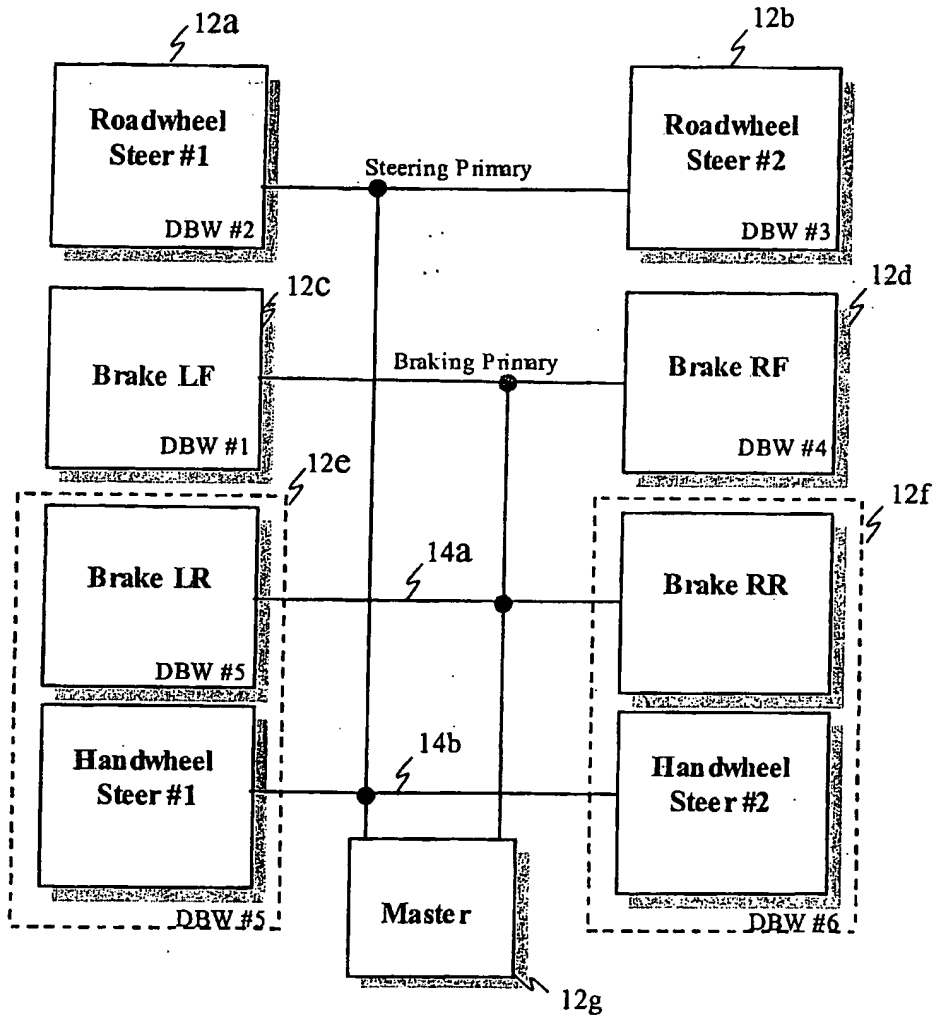 12a
12b
Roadwheel
Steer #1
DBW #2
Steering Primary
Roadwheel
Steer #2
DBW #3
12c
12d
Brake LF
DBW #1
Braking Primary
Brake RF
DBW #4
12e
12f
Brake LR
DBW #5
14a
Brake RR
Handwheel
Steer #1
14b
Handwheel
Steer #2
DBW #5
Master
DBW #6
12g